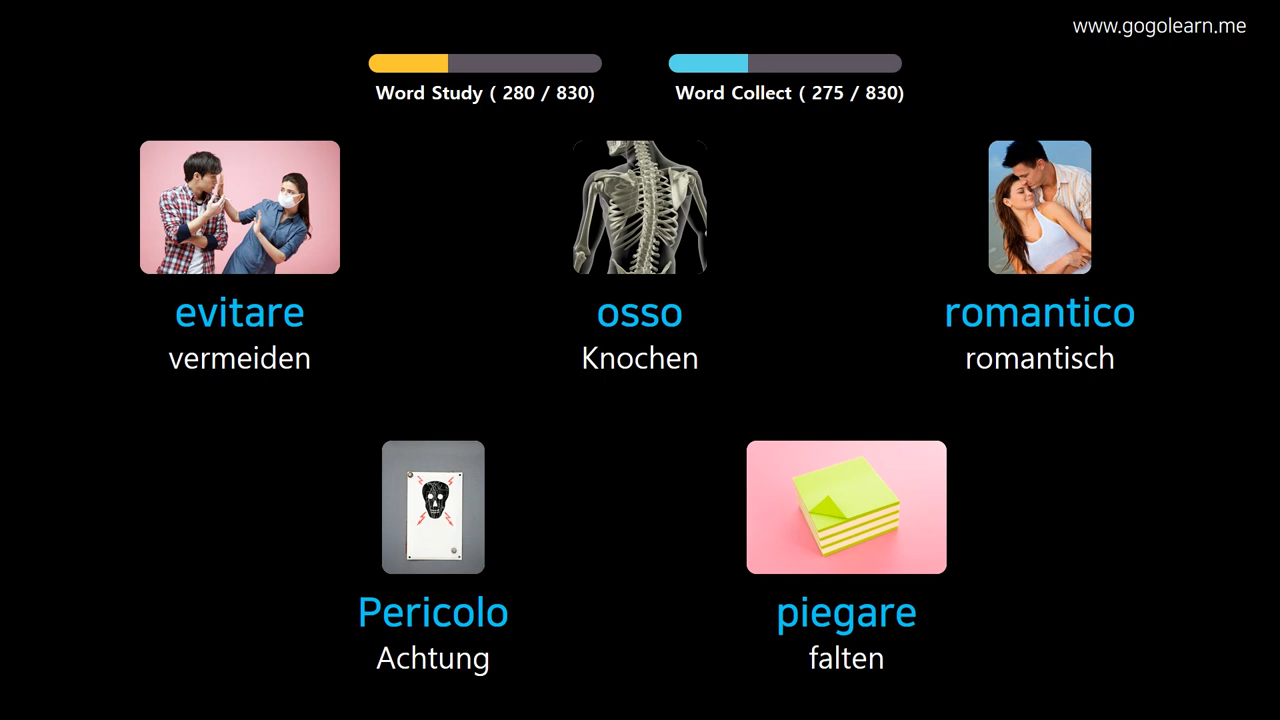 www.gogolearn.me
Word Study ( 280 / 830)
Word Collect ( 275 / 830)
evitare
vermeiden
osso
Knochen
romantico
romantisch
Pericolo
Achtung
piegare
falten